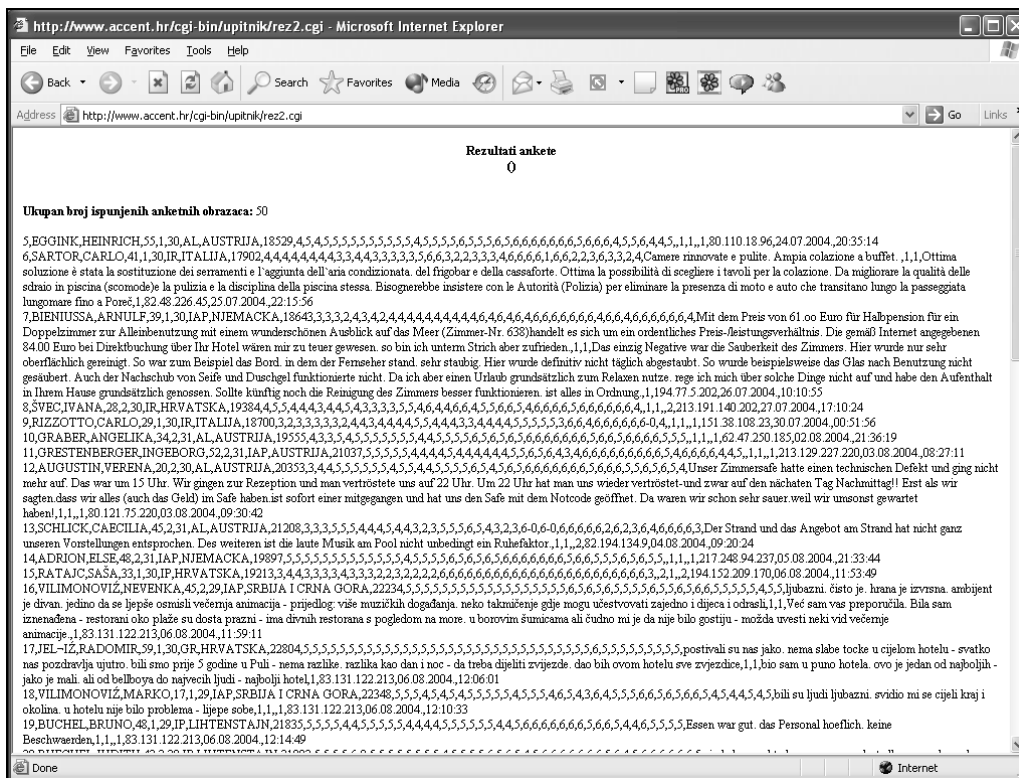 http://www.accent.hr/cgi-bin/upitnik/rez2.cgi - Microsoft Internet Explorer
File Edit View Favorites Tools Help
Back Search Favorites Media PRO
Address http://www.accent.hr/cgi-bin/upitnik/rez2.cgi Go Links
Rezultati ankete
()
Ukupan broj ispunjenih anketnih obrazaca: 50
5,EGGINK,HEINRICH,55,1,30,AL,AUSTRIJA,18529,4,5,4,5,5,5,5,5,5,5,5,5,5,4,5,5,5,5,6,5,5,5,6,5,6,6,6,6,6,6,5,6,6,6,4,5,5,6,4,4,5,,1,1,,1,80.110.18.96,24.07.2004.,20:35:14
6,SARTOR,CARLO,41,1,30,IR,ITALIJA,17902,4,4,4,4,4,4,4,3,3,4,4,3,3,3,3,3,5,6,6,3,2,2,3,3,3,4,6,6,6,6,1,6,6,2,2,3,6,3,3,2,4,Camere rinnovate e pulite. Ampia colazione a buffet. ,1,1,Ottima
soluzione è stata la sostituzione dei serramenti e l`aggiunta dell`aria condizionata. del frigobar e della cassaforte. Ottima la possibilità di scegliere i tavoli per la colazione. Da migliorare la qualità delle
sdraio in piscina (scomode)e la pulizia e la disciplina della piscina stessa. Bisognerebbe insistere con le Autorità (Polizia) per eliminare la presenza di moto e auto che transitano lungo la passeggiata
lungomare fino a Poreč,1,82.48.226.45,25.07.2004.,22:15:56
7,BIENIUSSA,ARNULF,39,1,30,IAP,NJEMACKA,18643,3,3,3,2,4,3,4,2,4,4,4,4,4,4,4,4,4,4,6,4,6,4,6,6,6,6,6,6,4,6,6,6,4,6,6,6,6,6,6,6,4,Mit dem Preis von 61.oo Euro für Halbpension für ein
Doppelzimmer zur Alleinbenutzung mit einem wunderschönen Ausblick auf das Meer (Zimmer-Nr. 638)handelt es sich um ein ordentliches Preis-/leistungsverhältnis. Die gemäß Internet angegebenen
84.00 Euro bei Direktbuchung über Ihr Hotel wären mir zu teuer gewesen. so bin ich unterm Strich aber zufrieden.,1,1,Das einzig Negative war die Sauberkeit des Zimmers. Hier wurde nur sehr
oberflächlich gereinigt. So war zum Beispiel das Bord. in dem der Fernseher stand. sehr staubig. Hier wurde definitiv nicht täglich abgestaubt. So wurde beispielsweise das Glas nach Benutzung nicht
gesäubert. Auch der Nachschub von Seife und Duschgel funktionierte nicht. Da ich aber einen Urlaub grundsätzlich zum Relaxen nutze. rege ich mich über solche Dinge nicht auf und habe den Aufenthalt
in Ihrem Hause grundsätzlich genossen. Sollte künftig noch die Reinigung des Zimmers besser funktionieren. ist alles in Ordnung.,1,194.77.5.202,26.07.2004.,10:10:55
8,ŠVEC,IVANA,28,2,30,IR,HRVATSKA,19384,4,5,5,4,4,4,3,4,4,5,4,3,3,3,3,5,5,4,6,4,4,6,6,4,5,5,6,6,5,4,6,6,6,6,5,6,6,6,6,6,4,,1,1,,2,213.191.140.202,27.07.2004.,17:10:24
9,RIZZOTTO,CARLO,29,1,30,IR,ITALIJA,18700,3,2,3,3,3,3,3,2,4,4,3,4,4,4,4,5,5,4,4,4,3,3,4,4,4,4,5,5,5,5,5,6,6,4,6,6,6,6,6-0,4,,1,1,,1,151.38.108.23,30.07.2004.,00:51:56
10,GRABER,ANGELIKA,34,2,31,AL,AUSTRIJA,19555,4,3,3,5,4,5,5,5,5,5,5,5,4,4,5,5,5,6,5,6,5,6,6,6,6,6,6,5,6,6,5,6,6,6,6,6,5,5,5,,1,1,,1,62.47.250.185,02.08.2004.,21:36:19
11,GRESTENBERGER,INGEBORG,52,2,31,IAP,AUSTRIJA,21037,5,5,5,5,5,4,4,4,4,5,4,4,4,4,4,4,5,5,6,5,6,4,3,4,6,6,6,6,6,6,6,6,6,6,5,4,6,6,6,6,4,4,5,,1,1,,1,213.129.227.220,03.08.2004.,08:27:11
12,AUGUSTIN,VERENA,20,2,30,AL,AUSTRIJA,20353,3,4,4,5,5,5,5,5,5,4,5,5,4,4,5,5,5,4,5,4,5,6,5,6,6,6,6,6,6,6,5,6,6,6,5,5,6,5,6,5,4,Unser Zimmersafe hatte einen technischen Defekt und ging nicht
mehr auf. Das war um 15 Uhr. Wir gingen zur Rezeption und man vertröstete uns auf 22 Uhr. Um 22 Uhr hat man uns wieder vertröstet-und zwar auf den nächsten Tag Nachmittag!! Erst als wir
sagten.dass wir alles (auch das Geld) im Safe haben.ist sofort einer mitgegangen und hat uns den Safe mit dem Notcode geöffnet. Da waren wir schon sehr sauer.weil wir umsonst gewartet
haben!,1,1,,1,80.121.75.220,03.08.2004.,09:30:42
13,SCHLICK,CAECILIA,45,2,31,AL,AUSTRIJA,21208,3,3,3,5,5,5,4,4,4,5,4,4,3,2,3,5,5,5,6,5,4,3,2,3,6-0,6-0,6,6,6,6,6,2,6,2,3,6,4,6,6,6,6,3,Der Strand und das Angebot am Strand hat nicht ganz
unseren Vorstellungen entsprochen. Des weiteren ist die laute Musik am Pool nicht unbedingt ein Ruhefaktor.,1,1,,2,82.194.134.9,04.08.2004.,09:20:24
14,ADRION,ELSE,48,2,31,IAP,NJEMACKA,19897,5,5,5,5,5,5,5,5,5,5,5,4,5,5,5,5,6,5,6,5,6,5,6,6,6,6,6,6,6,5,6,6,5,5,5,6,5,6,5,,1,1,,1,217.248.94.237,05.08.2004.,21:33:44
15,RATAJC,SAŠA,33,1,30,IP,HRVATSKA,19213,3,4,4,3,3,3,4,3,3,3,2,2,3,2,2,2,2,6,6,6,6,6,6,6,6,6,6,6,6,6,6,6,6,6,6,6,6,6,6,3,,2,1,,2,194.152.209.170,06.08.2004.,11:53:49
16,VILIMONOVIŹ,NEVENKA,45,2,29,IAP,SRBIJA I CRNA GORA,22234,5,5,5,5,5,5,5,5,5,5,5,5,5,5,5,5,6,5,6,5,6,5,6,5,5,5,6,5,6,6,5,5,5,5,5,4,5,5,ljubazni. čisto je. hrana je izvrsna. ambijent
je divan. jedino da se ljepše osmisli večernja animacija - prijedlog: više muzičkih događanja. neko takmičenje gdje mogu učestvovati zajedno i dijeca i odrasli,1,1,Već sam vas preporučila. Bila sam
iznenađena - restorani oko plaže su dosta prazni - ima divnih restorana s pogledom na more. u borovim šumicama ali čudno mi je da nije bilo gostiju - možda uvesti neki vid večernje
animacije.,1,83.131.122.213,06.08.2004.,11:59:11
17,JEL¬IŹ,RADOMIR,59,1,30,GR,HRVATSKA,22804,5,5,5,5,5,5,5,5,5,5,5,5,5,5,5,5,5,5,5,5,5,5,5,5,5,5,5,5,5,5,5,5,5,5,5,5,5,5,5,5,5,postivali su nas jako. nema slabe tocke u cijelom hotelu - svatko
nas pozdravlja ujutro. bili smo prije 5 godine u Puli - nema razlike. razlika kao dan i noc - da treba dijeliti zvijezde. dao bih ovom hotelu sve zvjezdice,1,1,bio sam u puno hotela. ovo je jedan od najboljih -
jako je mali. ali od bellboya do najvecih ljudi - najbolji hotel,1,83.131.122.213,06.08.2004.,12:06:01
18,VILIMONOVIŹ,MARKO,17,1,29,IAP,SRBIJA I CRNA GORA,22348,5,5,5,4,5,4,5,5,5,4,5,5,5,5,4,5,5,5,5,4,5,6,4,5,4,3,6,4,5,5,5,6,6,5,6,5,6,6,5,4,5,4,4,5,4,5,bili su ljudi ljubazni. svidio mi se cijeli kraj i
okolina. u hotelu nije bilo problema - lijepe sobe,1,1,,1,83.131.122.213,06.08.2004.,12:10:33
19,BUCHEL,BRUNO,48,1,29,IP,LIHTENSTAJN,21835,5,5,5,5,4,4,5,5,5,5,5,4,4,4,4,5,5,5,5,5,4,5,5,6,6,6,6,6,6,5,6,6,5,4,4,6,5,5,5,5,Essen war gut. das Personal hoeflich. keine
Beschwaerden,1,1,,1,83.131.122.213,06.08.2004.,12:14:49
Done Internet